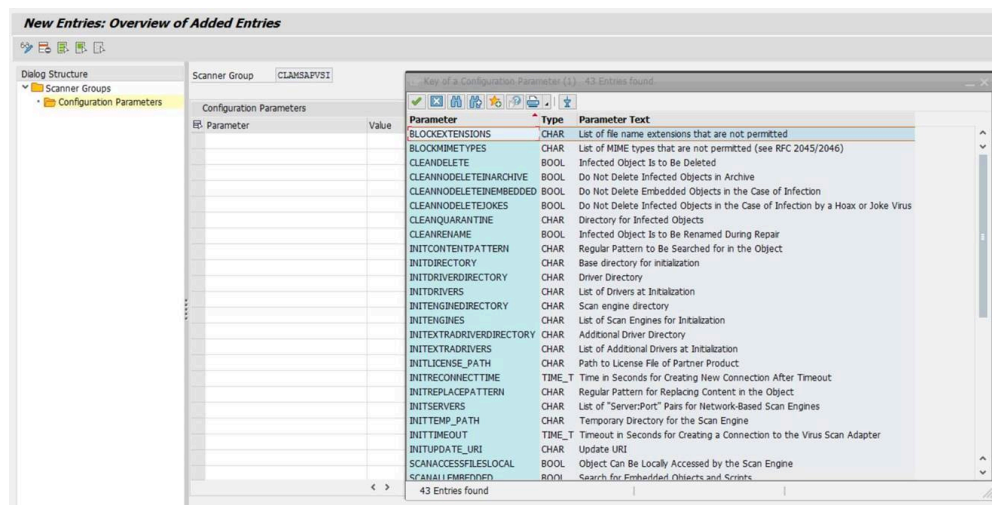 New Entries: Overview of Added Entries
Dialog Structure
Scanner Groups
Configuration Parameters
Scanner Group CLAMSAPVSI
Configuration Parameters
Parameter Value
Key of a Configuration Parameter (1) 43 Entries found
Parameter Type Parameter Text
BLOCKEXTENSIONS CHAR List of file name extensions that are not permitted
BLOCKMIMETYPES CHAR List of MIME types that are not permitted (see RFC 2045/2046)
CLEANDELETE BOOL Infected Object Is to Be Deleted
CLEANNODELETEINARCHIVE BOOL Do Not Delete Infected Objects in Archive
CLEANNODELETEINEMBEDDED BOOL Do Not Delete Embedded Objects in the Case of Infection
CLEANNODELETEJOKES BOOL Do Not Delete Infected Objects in the Case of Infection by a Hoax or Joke Virus
CLEANQUARANTINE CHAR Directory for Infected Objects
CLEANRENAME BOOL Infected Object Is to Be Renamed During Repair
INITCONTENTPATTERN CHAR Regular Pattern to Be Searched for in the Object
INITDIRECTORY CHAR Base directory for initialization
INITDRIVERDIRECTORY CHAR Driver Directory
INITDRIVERS CHAR List of Drivers at Initialization
INITENGINEDIRECTORY CHAR Scan engine directory
INITENGINES CHAR List of Scan Engines for Initialization
INITEXTRADRIVERDIRECTORY CHAR Additional Driver Directory
INITEXTRADRIVERS CHAR List of Additional Drivers at Initialization
INITLICENSE_PATH CHAR Path to License File of Partner Product
INITRECONNECTTIME TIME_T Time in Seconds for Creating New Connection After Timeout
INITREPLACEPATTERN CHAR Regular Pattern for Replacing Content in the Object
INITSERVERS CHAR List of "Server:Port" Pairs for Network-Based Scan Engines
INITTEMP_PATH CHAR Temporary Directory for the Scan Engine
INITTIMEOUT TIME_T Timeout in Seconds for Creating a Connection to the Virus Scan Adapter
INITUPDATE_URI CHAR Update URI
SCANACCESSFILESLOCAL BOOL Object Can Be Locally Accessed by the Scan Engine
SCANALLEMBEDDED BOOL Search for Embedded Objects and Scripts
43 Entries found